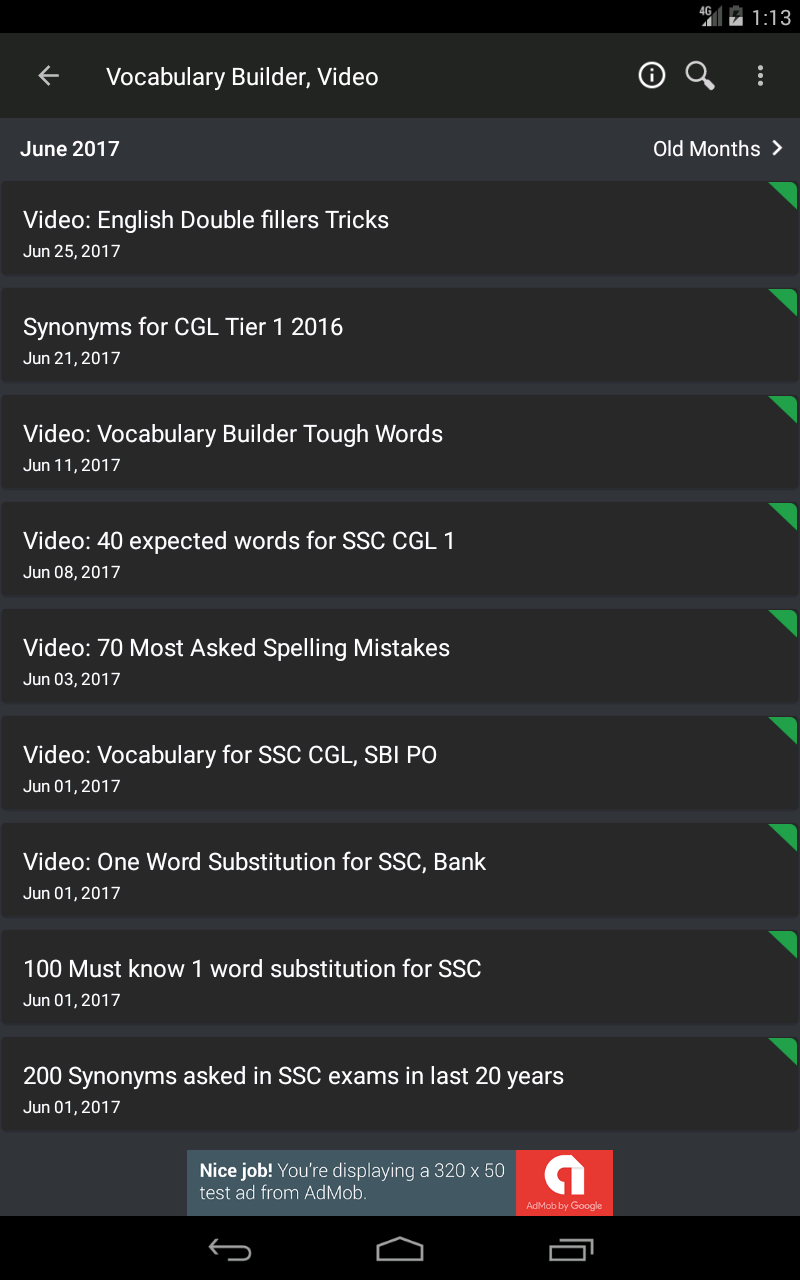 4G 1:13
Vocabulary Builder, Video
June 2017 Old Months
Video: English Double fillers Tricks
Jun 25, 2017
Synonyms for CGL Tier 1 2016
Jun 21, 2017
Video: Vocabulary Builder Tough Words
Jun 11, 2017
Video: 40 expected words for SSC CGL 1
Jun 08, 2017
Video: 70 Most Asked Spelling Mistakes
Jun 03, 2017
Video: Vocabulary for SSC CGL, SBI PO
Jun 01, 2017
Video: One Word Substitution for SSC, Bank
Jun 01, 2017
100 Must know 1 word substitution for SSC
Jun 01, 2017
200 Synonyms asked in SSC exams in last 20 years
Jun 01, 2017
Nice job! You're displaying a 320 x 50
test ad from AdMob.
AdMob by Google